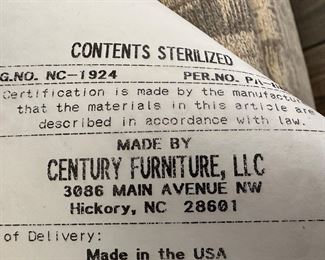 CONTENTS STERILIZED
G.NO. NC-1924 PER.NO.
Certification is made by the
that the materials in this article are
described in accordance with law.
MADE BY
CENTURY FURNITURE, LLC
3086 MAIN AVENUE NW
Hickory, NC 28601
of Delivery:
Made in the USA